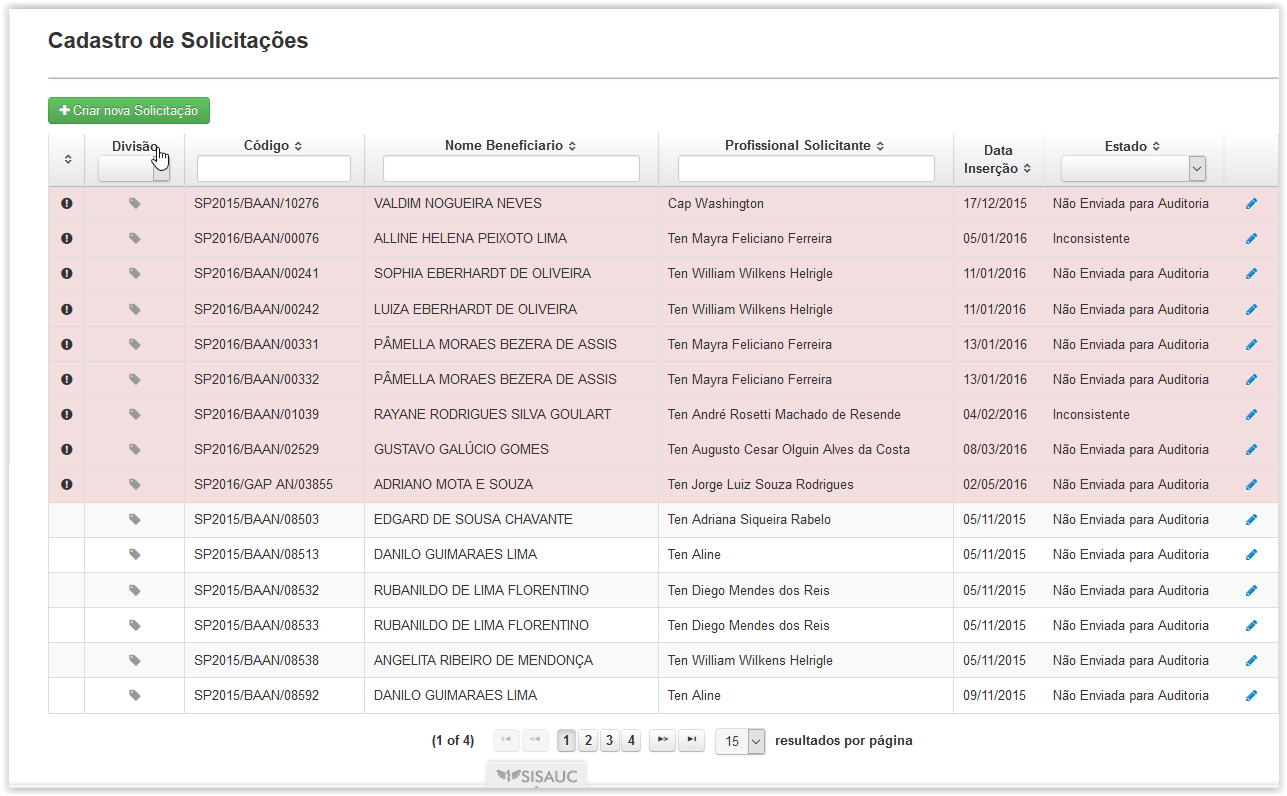 Cadastro de Solicitações
Criar nova Solicitação
Divisão Código Nome Beneficiario Profissional Solicitante Data Inserção Estado
SP2015/BAAN/10276 VALDIM NOGUEIRA NEVES Cap Washington 17/12/2015 Não Enviada para Auditoria
SP2016/BAAN/00076 ALLINE HELENA PEIXOTO LIMA Ten Mayra Feliciano Ferreira 05/01/2016 Inconsistente
SP2016/BAAN/00241 SOPHIA EBERHARDT DE OLIVEIRA Ten William Wilkens Helrigle 11/01/2016 Não Enviada para Auditoria
SP2016/BAAN/00242 LUIZA EBERHARDT DE OLIVEIRA Ten William Wilkens Helrigle 11/01/2016 Não Enviada para Auditoria
SP2016/BAAN/00331 PÂMELLA MORAES BEZERA DE ASSIS Ten Mayra Feliciano Ferreira 13/01/2016 Não Enviada para Auditoria
SP2016/BAAN/00332 PÂMELLA MORAES BEZERA DE ASSIS Ten Mayra Feliciano Ferreira 13/01/2016 Não Enviada para Auditoria
SP2016/BAAN/01039 RAYANE RODRIGUES SILVA GOULART Ten André Rosetti Machado de Resende 04/02/2016 Inconsistente
SP2016/BAAN/02529 GUSTAVO GALÚCIO GOMES Ten Augusto Cesar Olguin Alves da Costa 08/03/2016 Não Enviada para Auditoria
SP2016/GAP AN/03855 ADRIANO MOTA E SOUZA Ten Jorge Luiz Souza Rodrigues 02/05/2016 Não Enviada para Auditoria
SP2015/BAAN/08503 EDGARD DE SOUSA CHAVANTE Ten Adriana Siqueira Rabelo 05/11/2015 Não Enviada para Auditoria
SP2015/BAAN/08513 DANILO GUIMARAES LIMA Ten Aline 05/11/2015 Não Enviada para Auditoria
SP2015/BAAN/08532 RUBANILDO DE LIMA FLORENTINO Ten Diego Mendes dos Reis 05/11/2015 Não Enviada para Auditoria
SP2015/BAAN/08533 RUBANILDO DE LIMA FLORENTINO Ten Diego Mendes dos Reis 05/11/2015 Não Enviada para Auditoria
SP2015/BAAN/08538 ANGELITA RIBEIRO DE MENDONÇA Ten William Wilkens Helrigle 05/11/2015 Não Enviada para Auditoria
SP2015/BAAN/08592 DANILO GUIMARAES LIMA Ten Aline 09/11/2015 Não Enviada para Auditoria
(1 of 4) 1 2 3 4 15 resultados por página
SISAUC